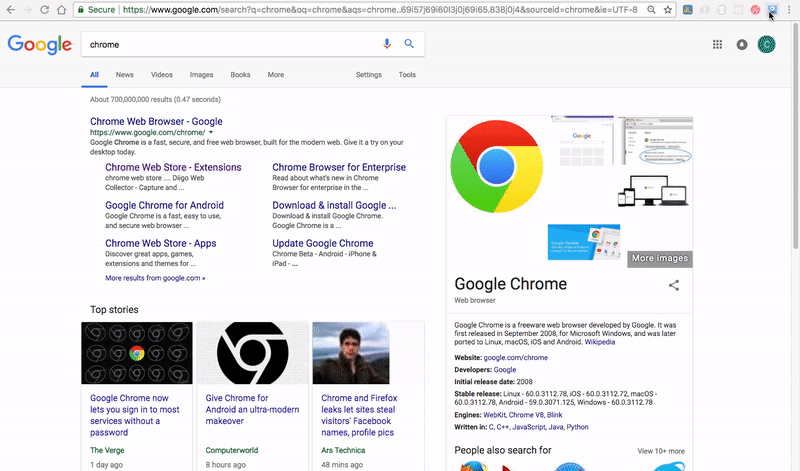 Secure https://www.google.com/search?q=chrome&oq=chrome&aqs=chrome..69i57j69i60l3j0j69i65.838j0j4&sourceid=chrome&ie=UTF-8
Google
chrome
All News Videos Images Books More Settings Tools
About 700,000,000 results (0.47 seconds)
Chrome Web Browser - Google
https://www.google.com/chrome/
Google Chrome is a fast, secure, and free web browser, built for the modern web. Give it a try on your
desktop today.
Chrome Web Store - Extensions
chrome web store .... Diigo Web
Collector - Capture and ...
Chrome Browser for Enterprise
Read about what's new in Chrome
Browser for enterprise in the ...
Google Chrome for Android
Google Chrome is a fast, easy to use,
and secure web browser ...
Download & install Google ...
Download & install Google Chrome.
Google Chrome is a ...
Chrome Web Store - Apps
Discover great apps, games,
extensions and themes for ...
Update Google Chrome
Chrome Beta - Android - iPhone &
iPad - ...
More results from google.com »
Top stories
Google Chrome now
lets you sign in to most
services without a
password
The Verge
1 day ago
Give Chrome for
Android an ultra-modern
makeover
Computerworld
8 hours ago
Chrome and Firefox
leaks let sites steal
visitors' Facebook
names, profile pics
Ars Technica
48 mins ago
Google
More images
Google Chrome
Web browser
Google Chrome is a freeware web browser developed by Google. It was
first released in September 2008, for Microsoft Windows, and was later
ported to Linux, macOS, iOS and Android. Wikipedia
Website: google.com/chrome
Developers: Google
Initial release date: 2008
Stable release: Linux - 60.0.3112.78, iOS - 60.0.3112.72, macOS -
60.0.3112.78, Android - 59.0.3071.125, Windows - 60.0.3112.78
Engines: WebKit, Chrome V8, Blink
Written in: C, C++, JavaScript, Java, Python
People also search for
View 10+ more